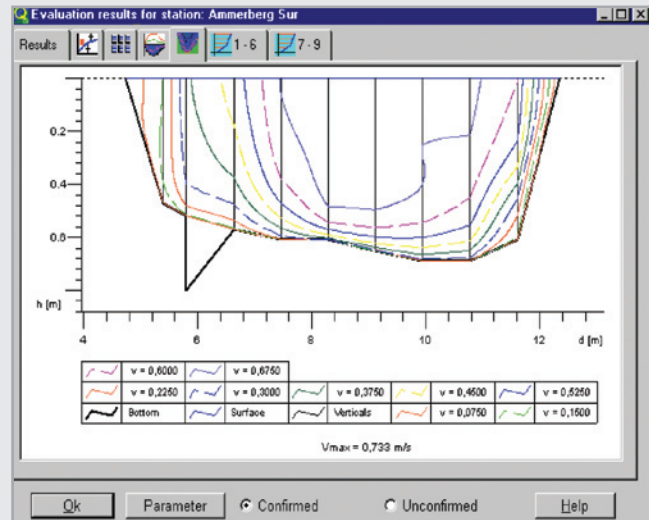 Evaluation results for station: Ammerberg Sur
Results 1 - 6 7 - 9
0.2
0.4
0.6
h [m]
4 6 8 10 12 d [m]
v = 0,6000 v = 0,6750
v = 0,2250 v = 0,3000 v = 0,3750 v = 0,4500 v = 0,5250
Bottom Surface Verticals v = 0,0750 v = 0,1500
Vmax = 0,733 m/s
Ok Parameter Confirmed Unconfirmed Help